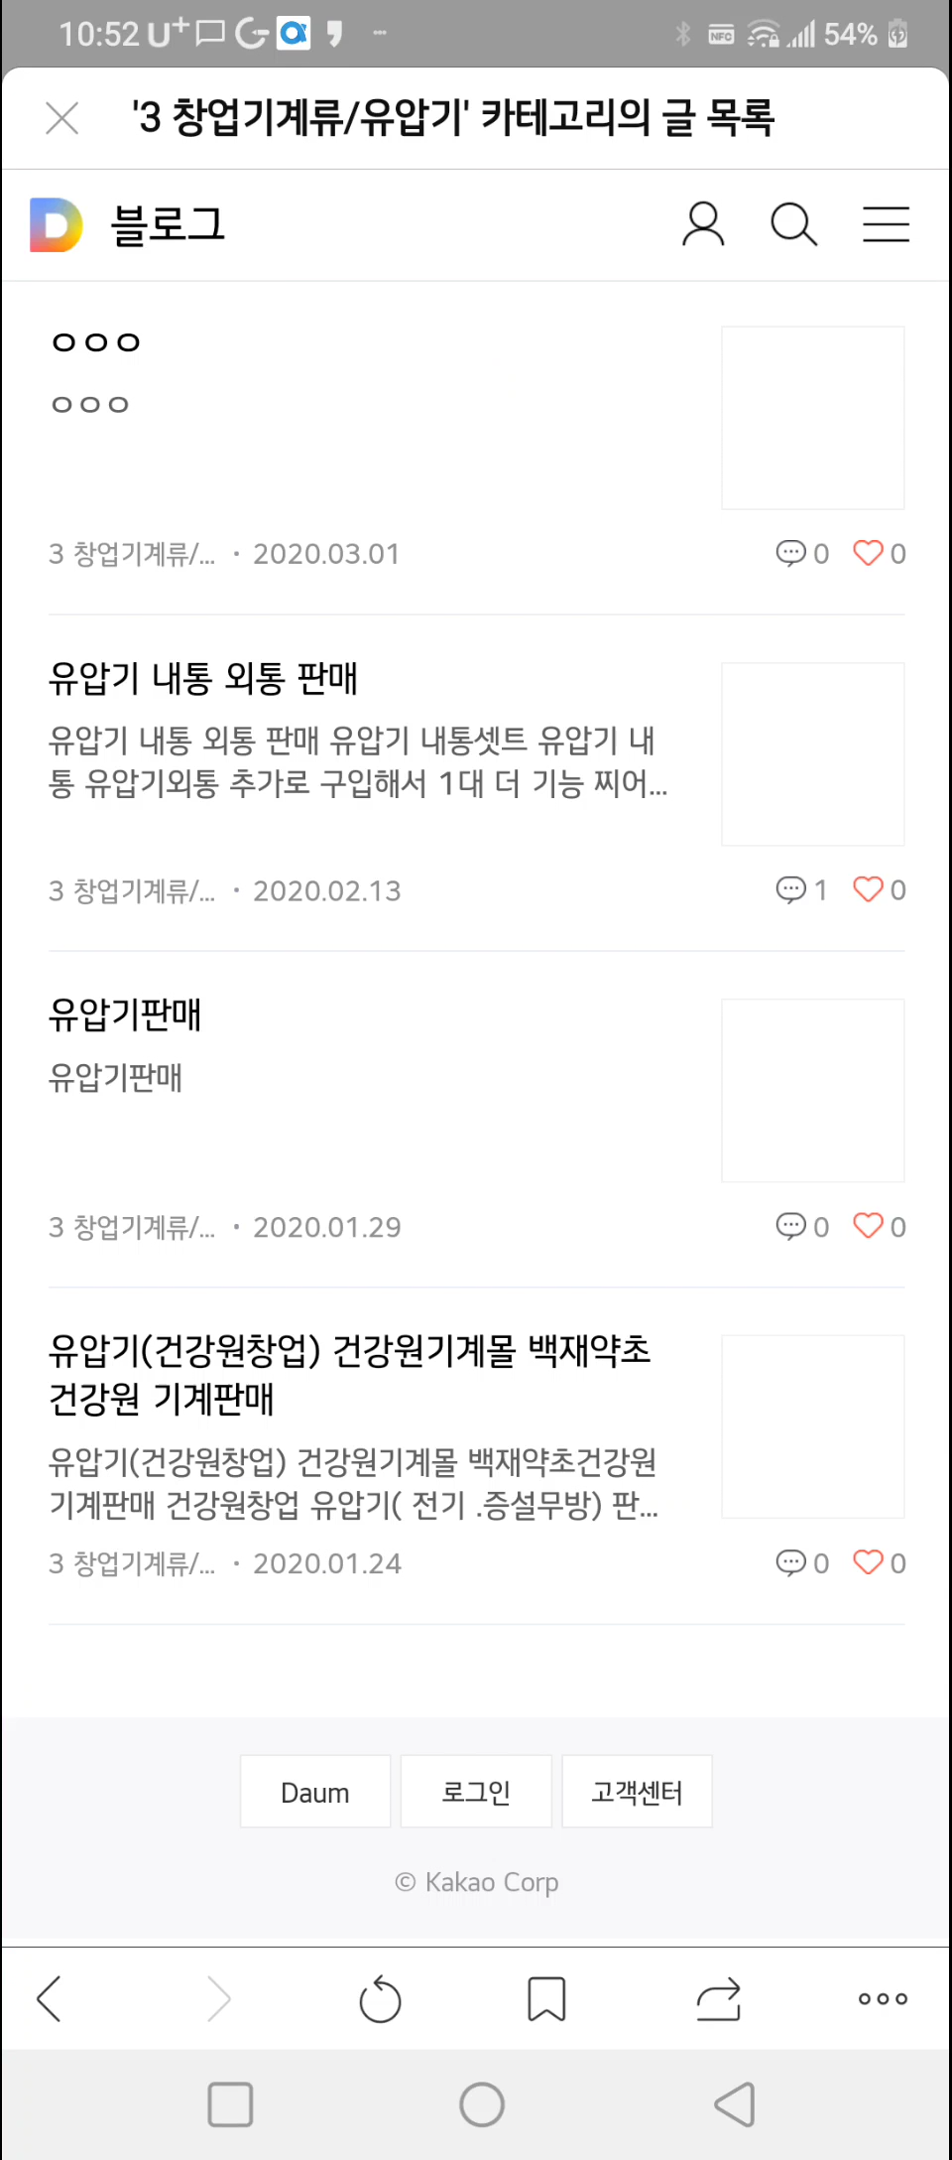 10:52 U+ 54%
NFC
'3 창업기계류/유압기' 카테고리의 글 목록
D 블로그
ㅇㅇㅇ
ㅇㅇㅇ
3 창업기계류/... · 2020.03.01 0 0
유압기 내통 외통 판매
유압기 내통 외통 판매 유압기 내통셋트 유압기 내
통 유압기외통 추가로 구입해서 1대 더 기능 찌어...
3 창업기계류/... · 2020.02.13 1 0
유압기판매
유압기판매
3 창업기계류/... · 2020.01.29 0 0
유압기(건강원창업) 건강원기계몰 백재약초
건강원 기계판매
유압기(건강원창업) 건강원기계몰 백재약초건강원
기계판매 건강원창업 유압기( 전기 .증설무방) 판...
3 창업기계류/... · 2020.01.24 0 0
Daum 로그인 고객센터
© Kakao Corp